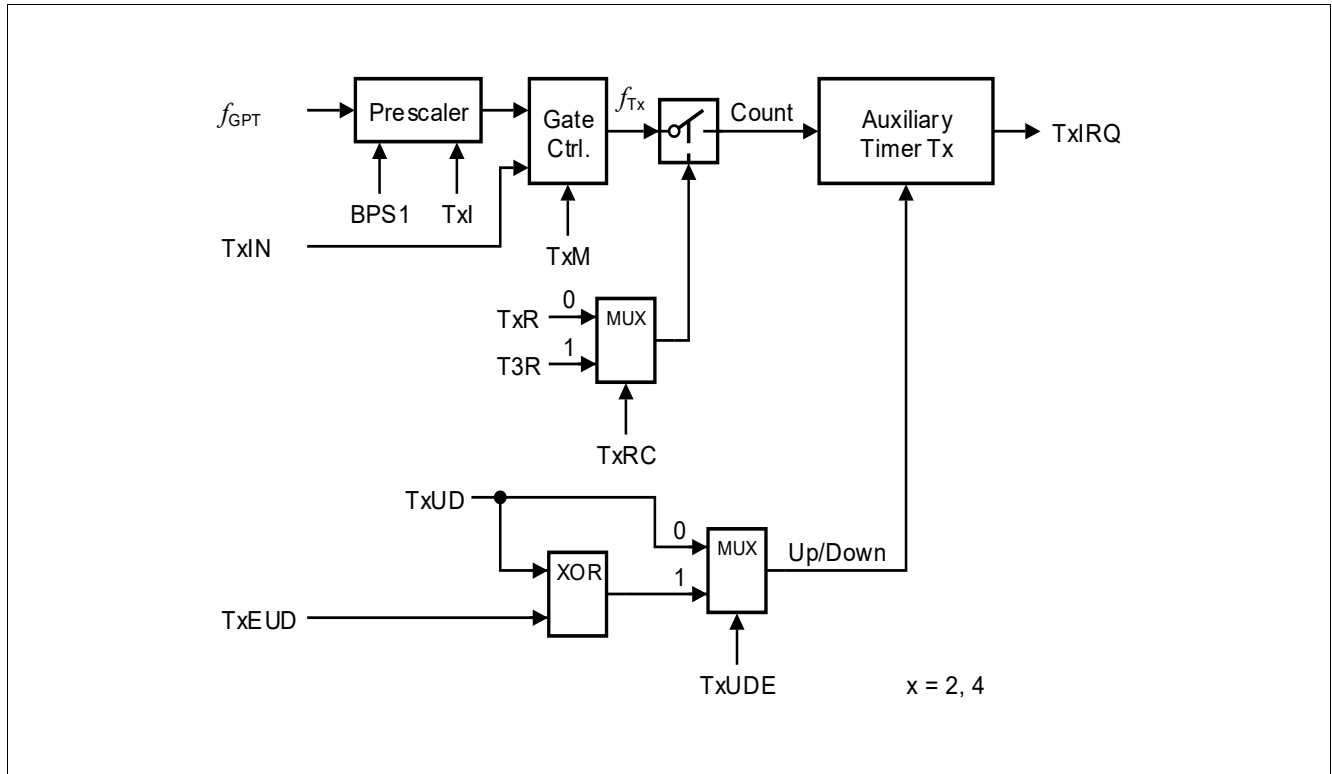 fGPT
Prescaler
BPS1
TxI
TxIN
Gate
Ctrl.
TxM
fTx
Count
Auxiliary
Timer Tx
TxIRQ
TxR
0
T3R
1
MUX
TxRC
TxUD
TxEUD
XOR
0
1
MUX
Up/Down
TxUDE
x = 2, 4